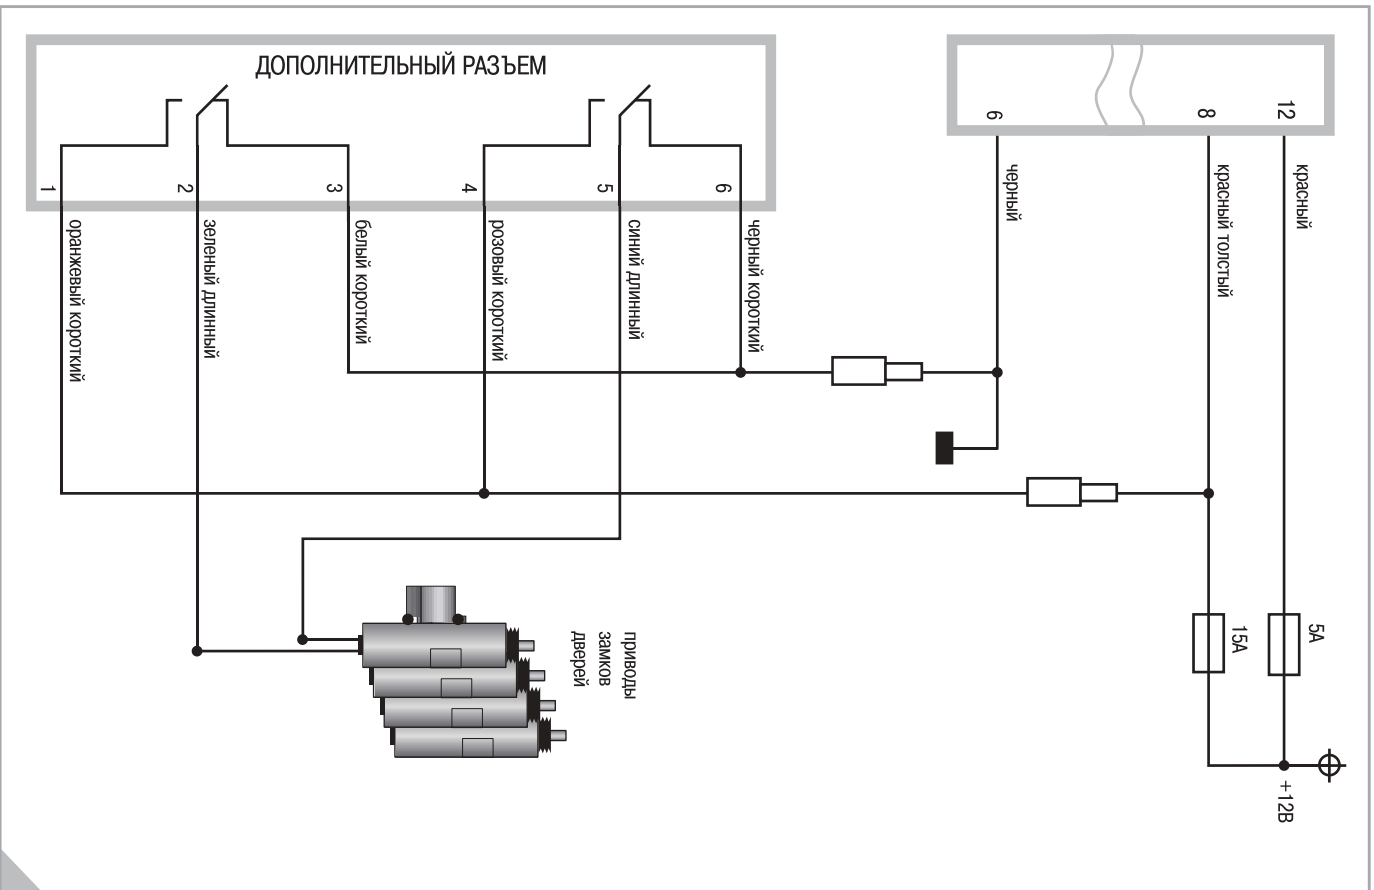 ДОПОЛНИТЕЛЬНЫЙ РАЗЪЕМ
1
2
3
4
5
6
оранжевый короткий
зеленый длинный
белый короткий
розовый короткий
синий длинный
черный короткий
6
8
12
черный
красный толстый
красный
приводы
замков
дверей
15А
5А
+12В